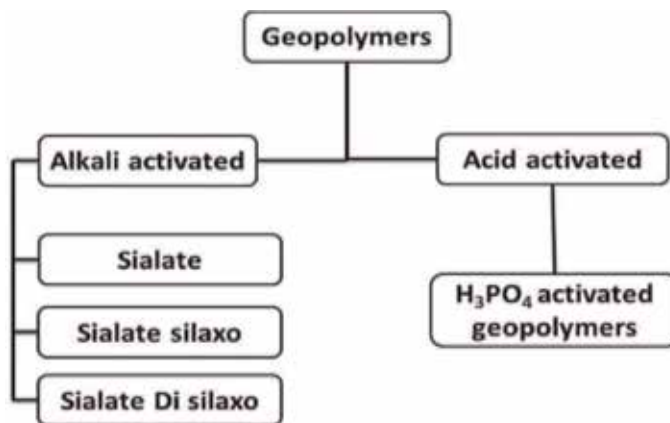 Geopolymers
Alkali activated
Acid activated
Sialate
H₃PO₄ activated
geopolymers
Sialate silaxo
Sialate Di silaxo